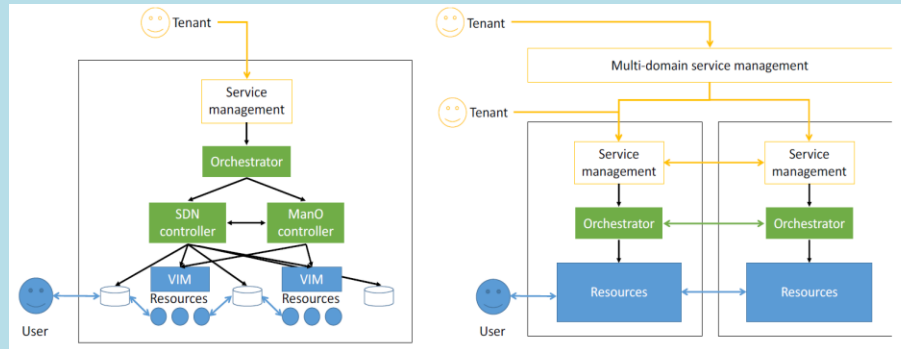 Tenant
Service
management
Orchestrator
SDN
controller
ManO
controller
VIM
VIM
Resources
Resources
User
Tenant
Multi-domain service management
Tenant
Service
management
Service
management
Orchestrator
Orchestrator
Resources
Resources
User